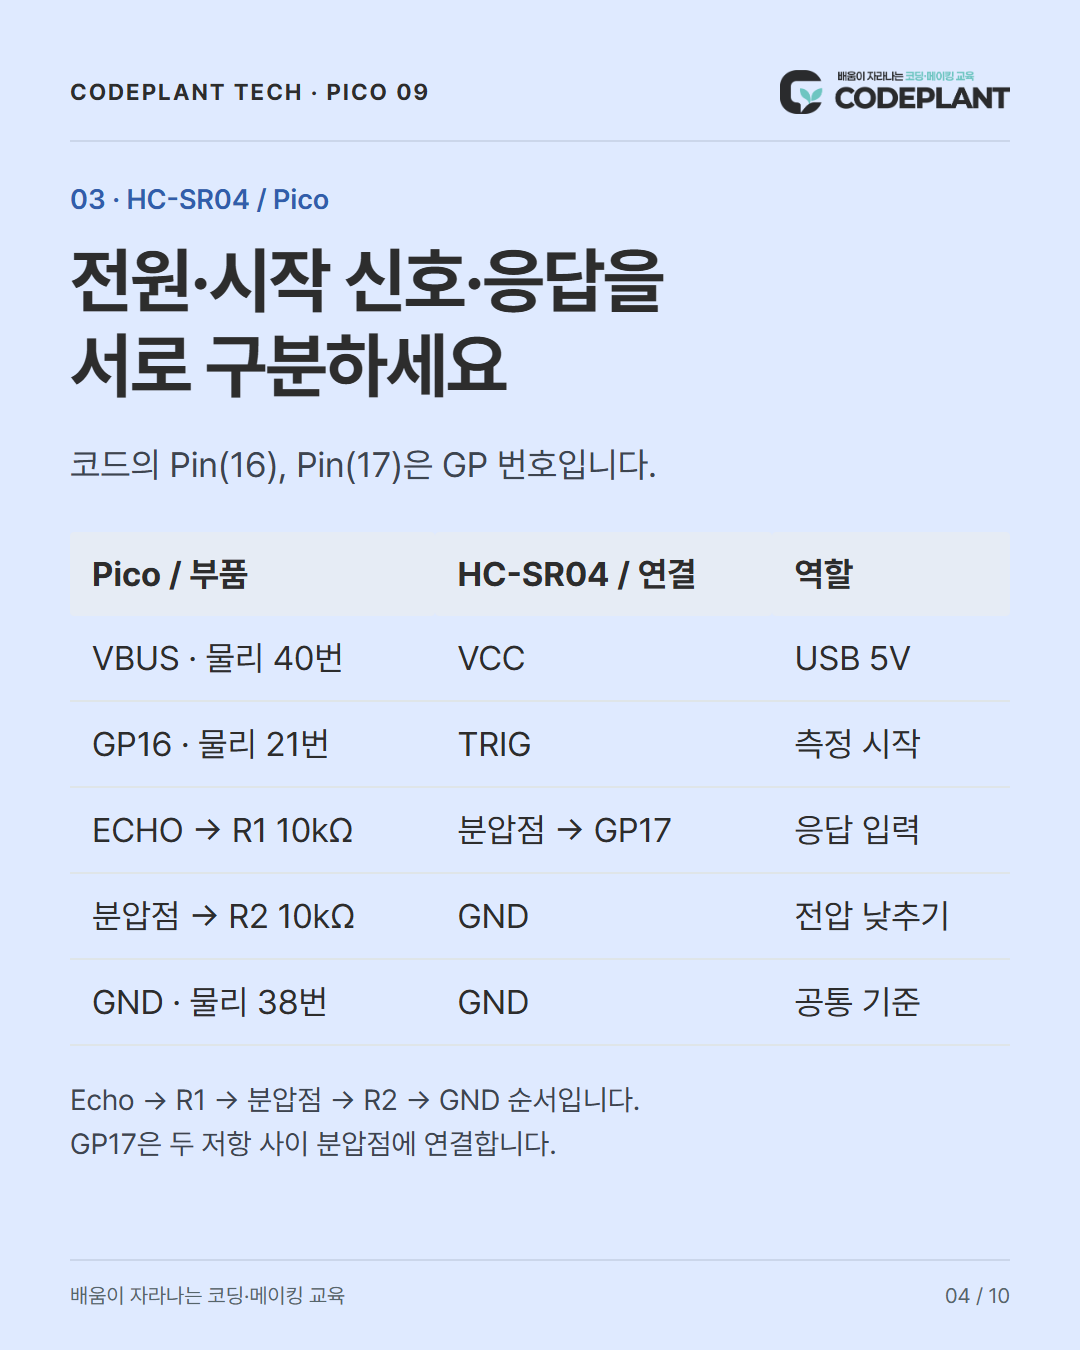 CODEPLANT TECH · PICO 09
배움이 자라나는 코딩·메이킹 교육
CODEPLANT
03 · HC-SR04 / Pico
전원·시작 신호·응답을
서로 구분하세요
코드의 Pin(16), Pin(17)은 GP 번호입니다.
Pico / 부품 HC-SR04 / 연결 역할
VBUS · 물리 40번 VCC USB 5V
GP16 · 물리 21번 TRIG 측정 시작
ECHO → R1 10kΩ 분압점 → GP17 응답 입력
분압점 → R2 10kΩ GND 전압 낮추기
GND · 물리 38번 GND 공통 기준
Echo → R1 → 분압점 → R2 → GND 순서입니다.
GP17은 두 저항 사이 분압점에 연결합니다.
배움이 자라나는 코딩·메이킹 교육
04 / 10